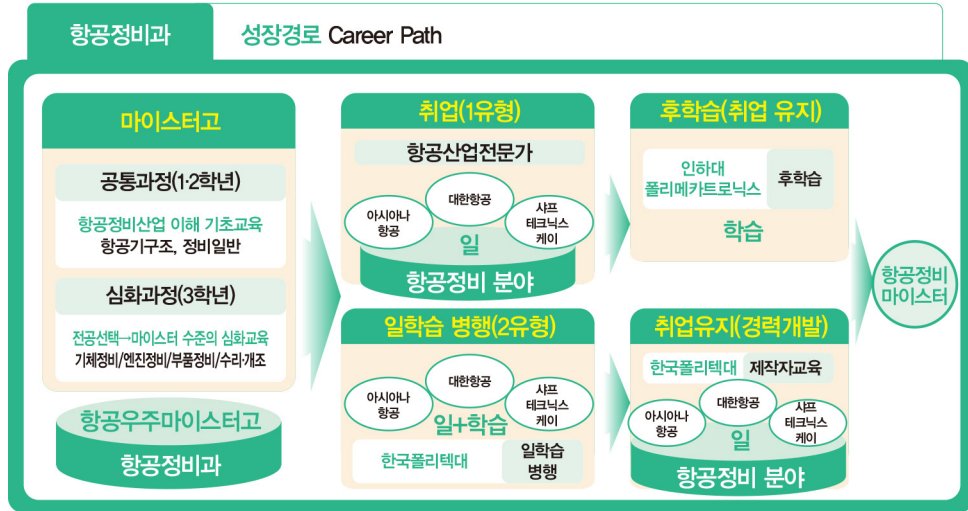 항공정비과
성장경로 Career Path
마이스터고
공통과정(1·2학년)
항공정비산업 이해 기초교육
항공기구조, 정비일반
심화과정(3학년)
전공선택→마이스터 수준의 심화교육
기체정비/엔진정비/부품정비/수리·개조
항공우주마이스터고
항공정비과
취업(1유형)
항공산업전문가
아시아나
항공
대한항공
샤프
테크닉스
케이
일
항공정비 분야
일학습 병행(2유형)
아시아나
항공
대한항공
샤프
테크닉스
케이
일+학습
한국폴리텍대
일학습
병행
후학습(취업 유지)
인하대
폴리메카트로닉스
후학습
학습
취업유지(경력개발)
한국폴리텍대
제작자교육
아시아나
항공
대한항공
샤프
테크닉스
케이
일
항공정비 분야
항공정비
마이스터